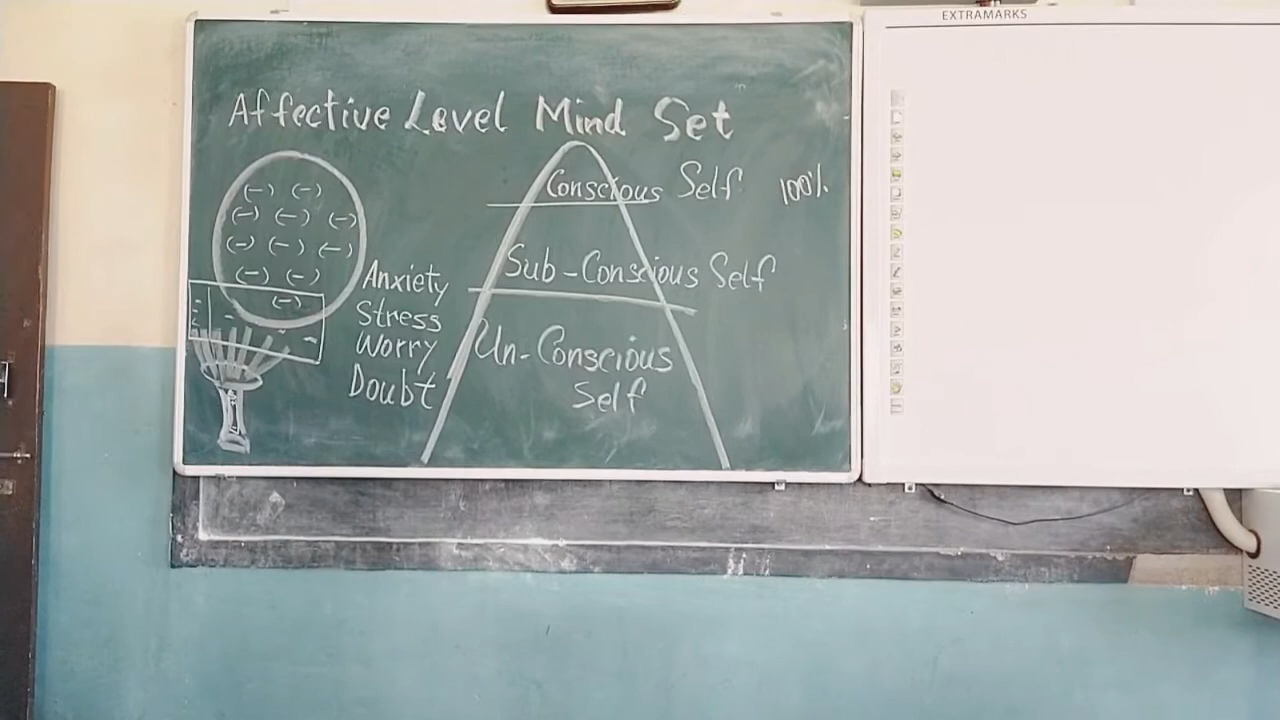 EXTRAMARKS
Affective Level Mind Set
Conscious Self 100%
Sub-Conscious Self
Un-Conscious
Self
(-) (-)
(-) (-) (-)
(-) (-) (-)
(-) (-)
(-)
Anxiety
Stress
Worry
Doubt